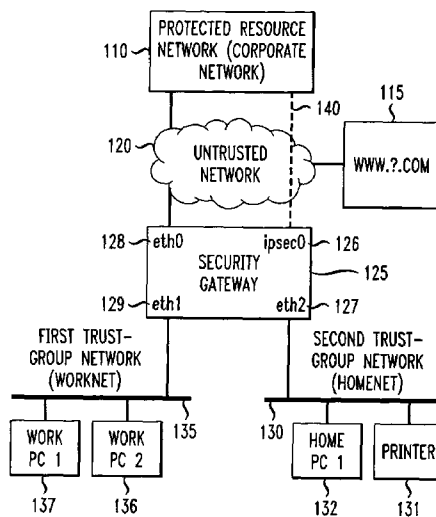 PROTECTED RESOURCE
NETWORK (CORPORATE
NETWORK)
110
140
115
120
UNTRUSTED
NETWORK
WWW.?.COM
128
eth0
ipsec0
126
SECURITY
GATEWAY
125
129
eth1
eth2
127
FIRST TRUST-
GROUP NETWORK
(WORKNET)
SECOND TRUST-
GROUP NETWORK
(HOMENET)
135
130
WORK
PC 1
WORK
PC 2
HOME
PC 1
PRINTER
137
136
132
131